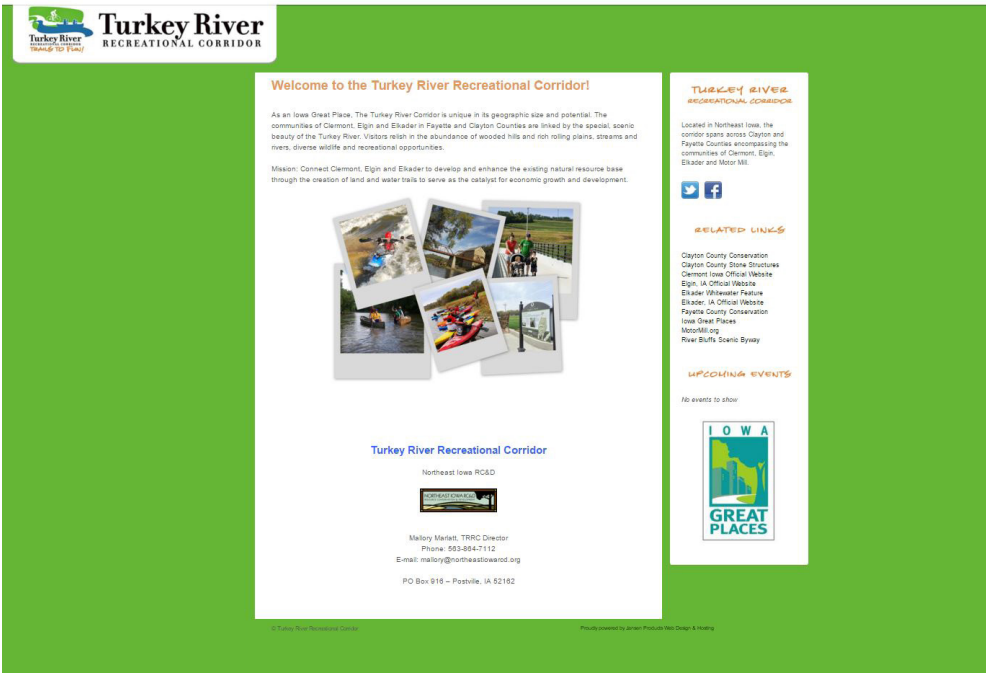 Turkey River
RECREATIONAL CORRIDOR
TRAILS TO FUN!
Turkey River
RECREATIONAL CORRIDOR
Welcome to the Turkey River Recreational Corridor!
As an Iowa Great Place, The Turkey River Corridor is unique in its geographic size and potential. The
communities of Clermont, Elgin and Elkader in Fayette and Clayton Counties are linked by the special, scenic
beauty of the Turkey River. Visitors relish in the abundance of wooded hills and rich rolling plains, streams and
rivers, diverse wildlife and recreational opportunities.
Mission: Connect Clermont, Elgin and Elkader to develop and enhance the existing natural resource base
through the creation of land and water trails to serve as the catalyst for economic growth and development.
Turkey River Recreational Corridor
Northeast Iowa RC&D
NORTHEAST IOWA RC&D
Mallory Marlatt, TRRC Director
Phone: 563-864-7112
E-mail: mallory@northeastiowarcd.org
PO Box 916 – Postville, IA 52162
© Turkey River Recreational Corridor
Proudly powered by Jensen Products Web Design & Hosting
TURKEY RIVER
RECREATIONAL CORRIDOR
Located in Northeast Iowa, the
corridor spans across Clayton and
Fayette Counties encompassing the
communities of Clermont, Elgin,
Elkader and Motor Mill.
RELATED LINKS
Clayton County Conservation
Clayton County Stone Structures
Clermont Iowa Official Website
Elgin, IA Official Website
Elkader Whitewater Feature
Elkader, IA Official Website
Fayette County Conservation
Iowa Great Places
MotorMill.org
River Bluffs Scenic Byway
UPCOMING EVENTS
No events to show
IOWA
GREAT
PLACES